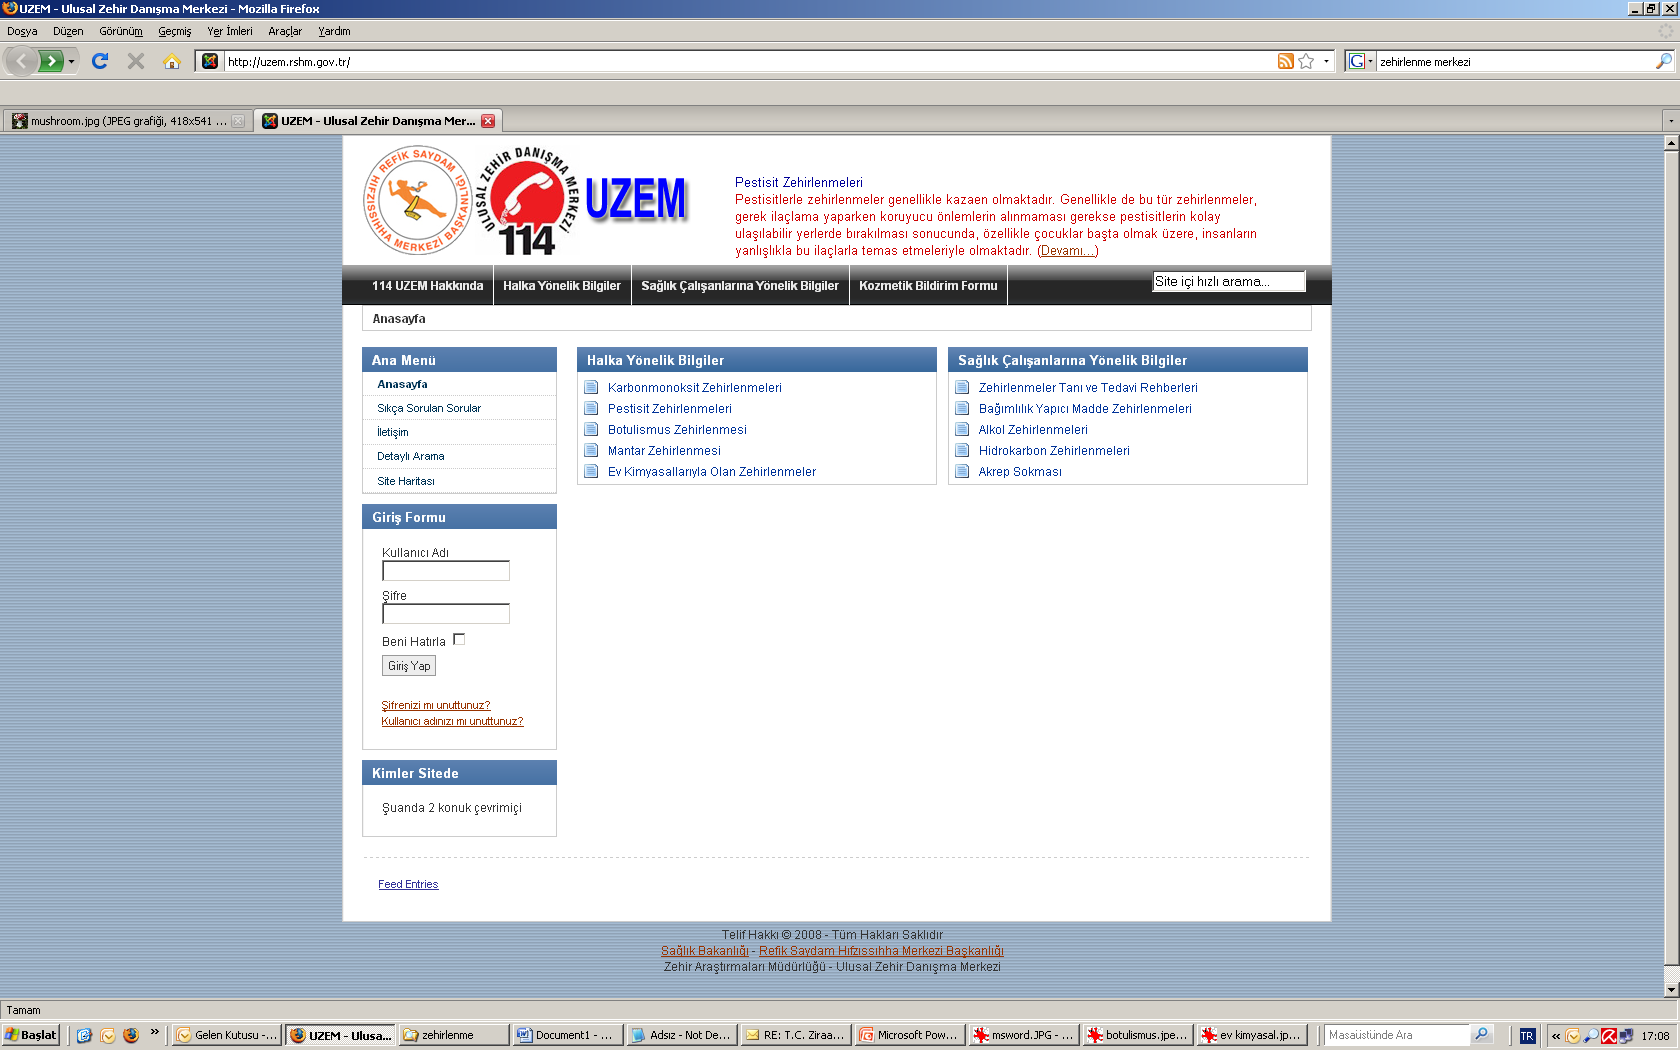 UZEM - Ulusal Zehir Danışma Merkezi - Mozilla Firefox
Dosya Düzen Görünüm Geçmiş Yer İmleri Araçlar Yardım
http://uzem.rshm.gov.tr/
zehirlenme merkezi
mushroom.jpg (JPEG grafiği, 418x541 ...
UZEM - Ulusal Zehir Danışma Mer...
REFİK SAYDAM HIFZISSIHHA MERKEZİ BAŞKANLIĞI
ULUSAL ZEHİR DANIŞMA MERKEZİ
114
UZEM
Pestisit Zehirlenmeleri
Pestisitlerle zehirlenmeler genellikle kazaen olmaktadır. Genellikle de bu tür zehirlenmeler,
gerek ilaçlama yaparken koruyucu önlemlerin alınmaması gerekse pestisitlerin kolay
ulaşılabilir yerlerde bırakılması sonucunda, özellikle çocuklar başta olmak üzere, insanların
yanlışlıkla bu ilaçlarla temas etmeleriyle olmaktadır. (Devamı...)
114 UZEM Hakkında
Halka Yönelik Bilgiler
Sağlık Çalışanlarına Yönelik Bilgiler
Kozmetik Bildirim Formu
Site içi hızlı arama...
Anasayfa
Ana Menü
Anasayfa
Sıkça Sorulan Sorular
İletişim
Detaylı Arama
Site Haritası
Halka Yönelik Bilgiler
Karbonmonoksit Zehirlenmeleri
Pestisit Zehirlenmeleri
Botulismus Zehirlenmesi
Mantar Zehirlenmesi
Ev Kimyasallarıyla Olan Zehirlenmeler
Sağlık Çalışanlarına Yönelik Bilgiler
Zehirlenmeler Tanı ve Tedavi Rehberleri
Bağımlılık Yapıcı Madde Zehirlenmeleri
Alkol Zehirlenmeleri
Hidrokarbon Zehirlenmeleri
Akrep Sokması
Giriş Formu
Kullanıcı Adı
Şifre
Beni Hatırla
Giriş Yap
Şifrenizi mi unuttunuz?
Kullanıcı adınızı mı unuttunuz?
Kimler Sitede
Şuanda 2 konuk çevrimiçi
Feed Entries
Telif Hakkı © 2008 - Tüm Hakları Saklıdır
Sağlık Bakanlığı - Refik Saydam Hıfzıssıhha Merkezi Başkanlığı
Zehir Araştırmaları Müdürlüğü - Ulusal Zehir Danışma Merkezi
Tamam
Başlat
Gelen Kutusu -...
UZEM - Ulusa...
zehirlenme
Document1 - ...
Adsız - Not De...
RE: T.C. Ziraa...
Microsoft Pow...
msword.JPG - ...
botulismus.jpe...
ev kimyasal.jp...
Masaüstünde Ara
TR
17:08